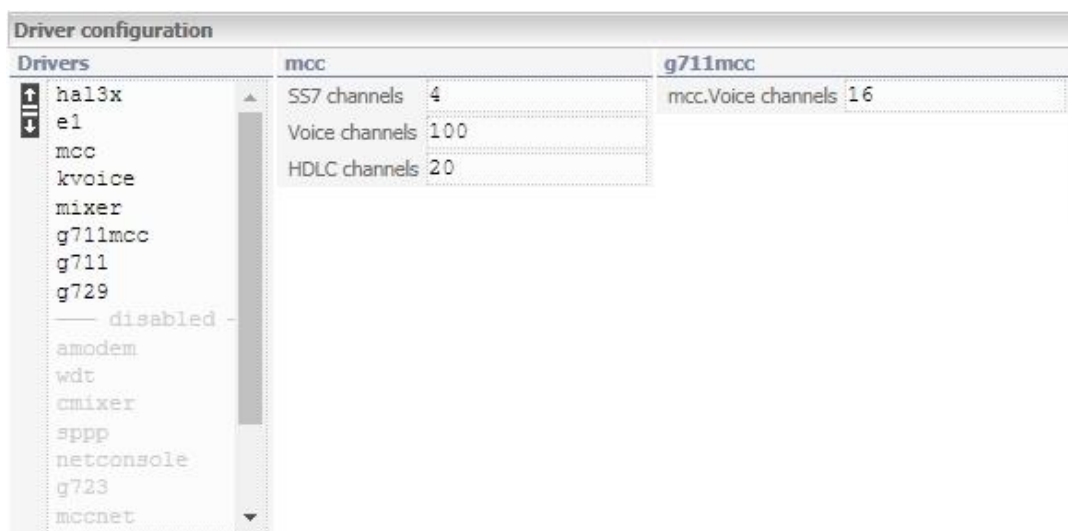 Driver configuration
Drivers
hal3x
e1
mcc
kvoice
mixer
g711mcc
g711
g729
─── disabled -
amodem
wdt
cmixer
sppp
netconsole
g723
mccnet
mcc
SS7 channels 4
Voice channels 100
HDLC channels 20
g711mcc
mcc.Voice channels 16